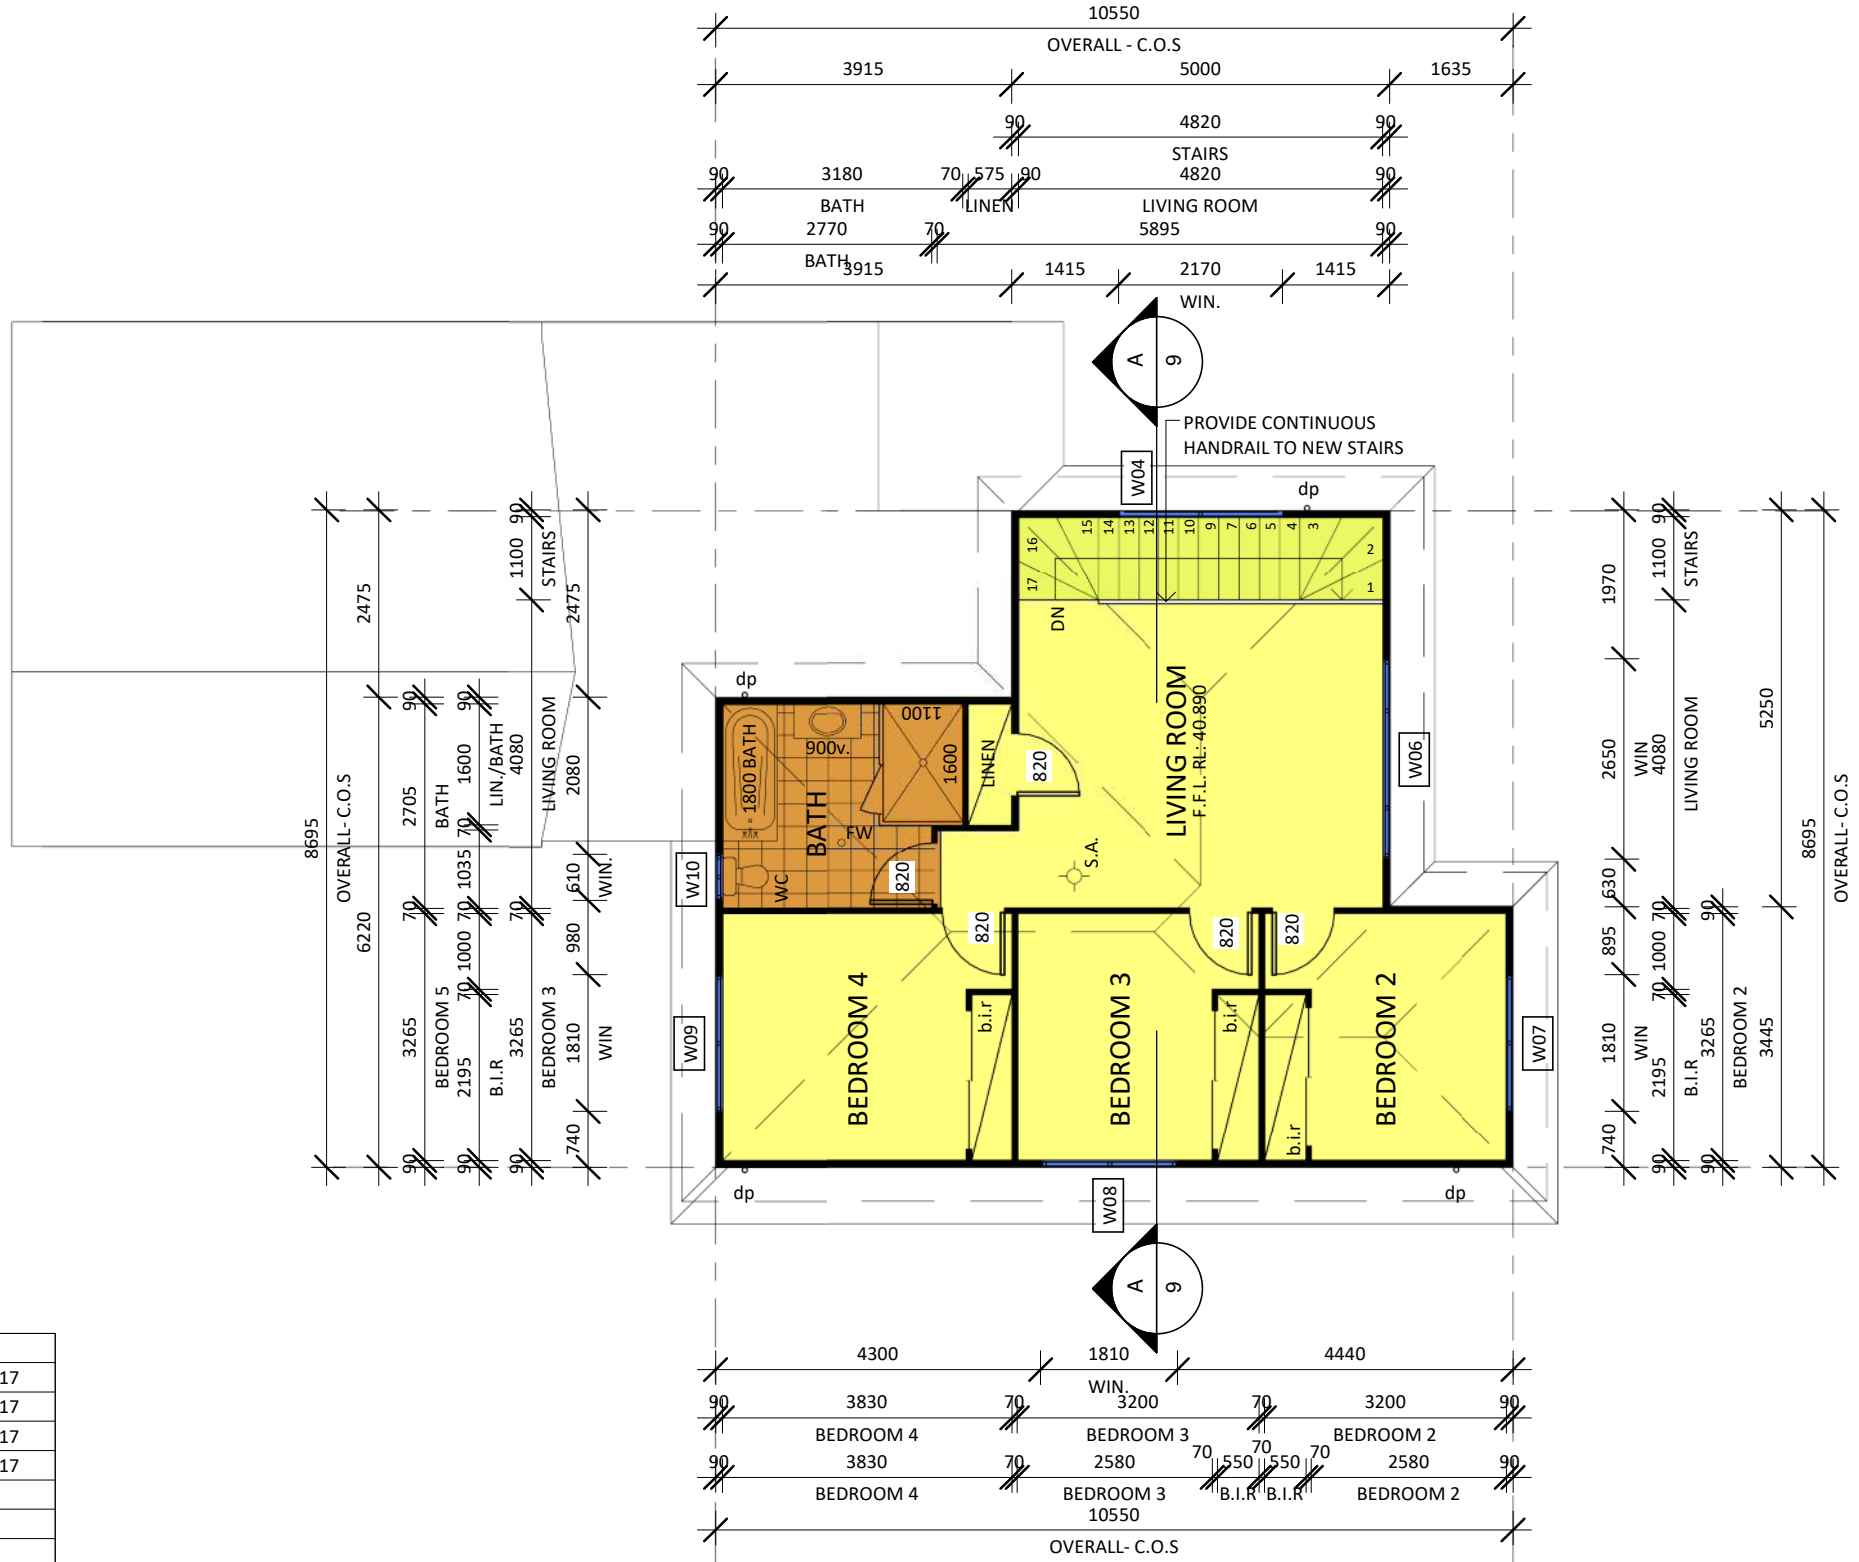 10550
OVERALL - C.O.S
3915 5000 1635
90 4820 90
STAIRS
90 3180 70 575 90 4820 90
BATH LINEN LIVING ROOM
90 2770 70 5895 90
BATH
3915 1415 2170 1415
WIN.
A 9
PROVIDE CONTINUOUS
HANDRAIL TO NEW STAIRS
W04
dp
15 14 13 12 11 10 9 7 6 5 4 3
16 2
17 1
DN
8695
OVERALL- C.O.S
2475
6220
90 2705 70 3265 90
BATH
BEDROOM 5
90 1600 70 1035 70 1000 70 2195 90
LIN./BATH
B.I.R
90 1100 4080 70 3265 90
STAIRS
LIVING ROOM
BEDROOM 3
2475 2080 610 980 1810 740
WIN.
WIN
dp
1800 BATH
900v.
1100
1600
LINEN
820
BATH
FW
WC
820
W10
LIVING ROOM
F.F.L. RL: 40.890
S.A.
W06
820
820
820
BEDROOM 4
b.i.r
BEDROOM 3
b.i.r
b.i.r
BEDROOM 2
W09
W07
W08
dp
dp
1970 2650 630 895 1810 740
WIN
WIN
90 1100 4080 70 1000 70 2195 90
STAIRS
LIVING ROOM
B.I.R
90 3265 90
BEDROOM 2
5250
3445
8695
OVERALL- C.O.S
A 9
4300 1810 4440
WIN.
90 3830 70 3200 70 3200 90
BEDROOM 4 BEDROOM 3 BEDROOM 2
90 3830 70 2580 70 550 70 550 70 2580 90
BEDROOM 4 BEDROOM 3 B.I.R B.I.R BEDROOM 2
10550
OVERALL- C.O.S
17
17
17
17